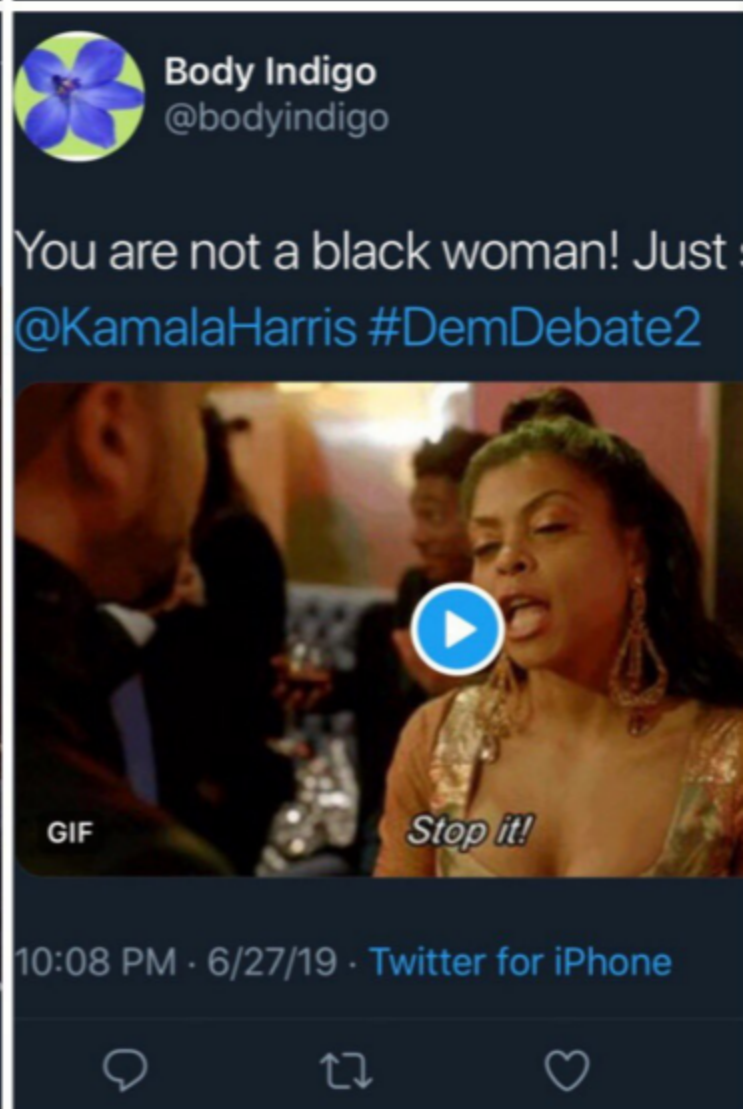 Body Indigo
@bodyindigo
You are not a black woman! Just
@KamalaHarris #DemDebate2
GIF
Stop it!
10:08 PM · 6/27/19 · Twitter for iPhone